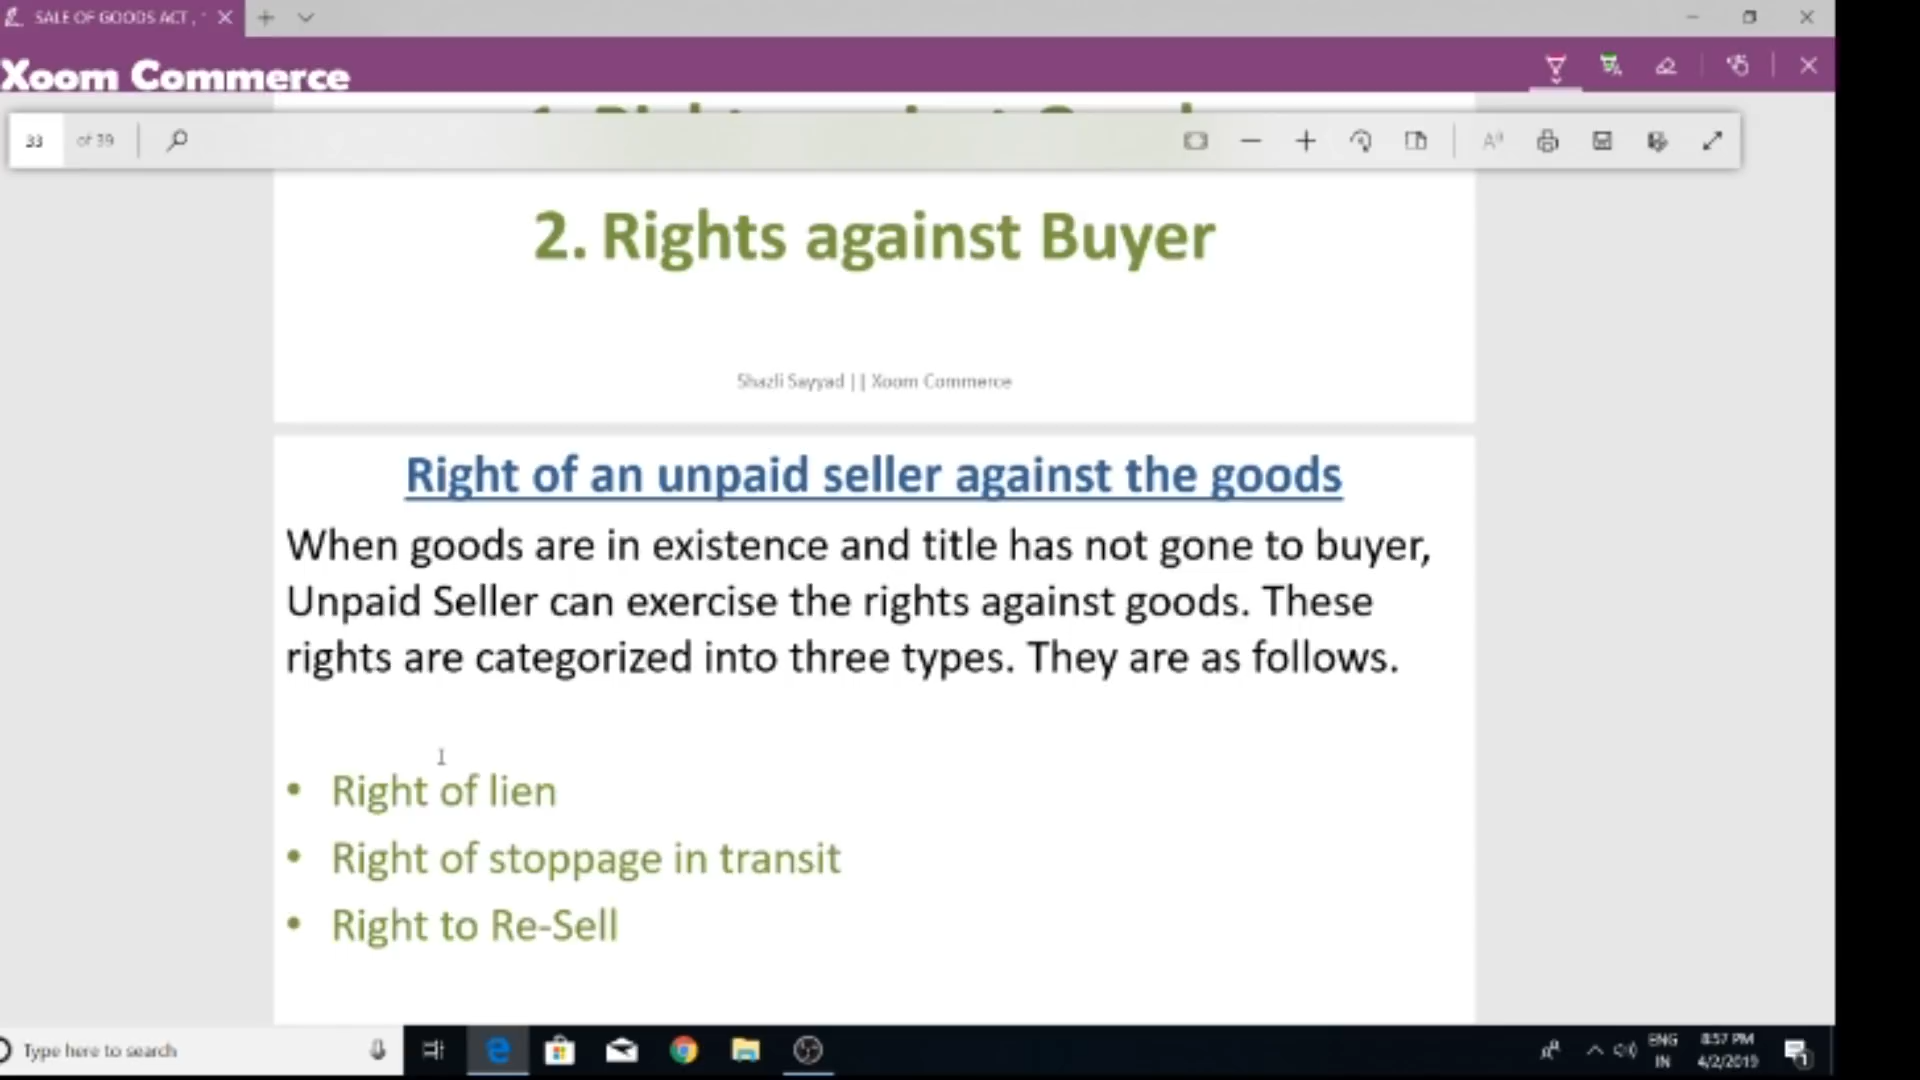 SALE OF GOODS ACT ,
Xoom Commerce
33 of 39
2. Rights against Buyer
Shazli Sayyad || Xoom Commerce
Right of an unpaid seller against the goods
When goods are in existence and title has not gone to buyer,
Unpaid Seller can exercise the rights against goods. These
rights are categorized into three types. They are as follows.
• Right of lien
• Right of stoppage in transit
• Right to Re-Sell
Type here to search
ENG
IN
8:57 PM
4/2/2019